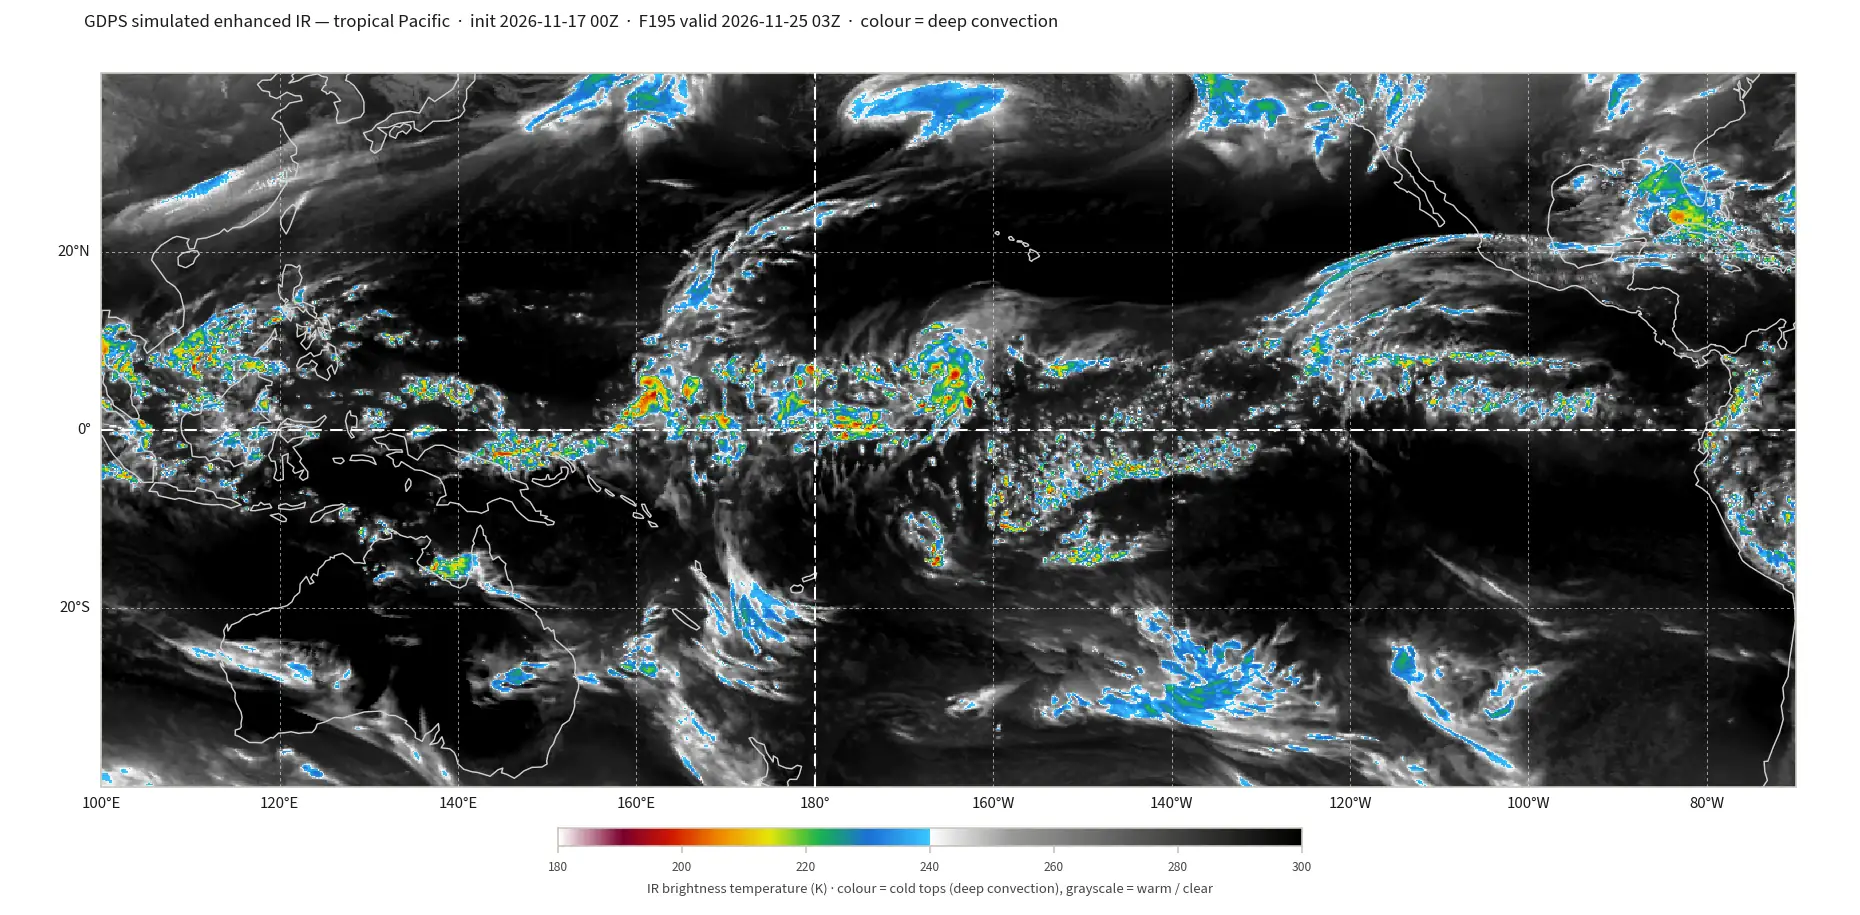 GDPS simulated enhanced IR — tropical Pacific · init 2026-11-17 00Z · F195 valid 2026-11-25 03Z · colour = deep convection
20°N
0°
20°S
100°E 120°E 140°E 160°E 180° 160°W 140°W 120°W 100°W 80°W
180 200 220 240 260 280 300
IR brightness temperature (K) · colour = cold tops (deep convection), grayscale = warm / clear